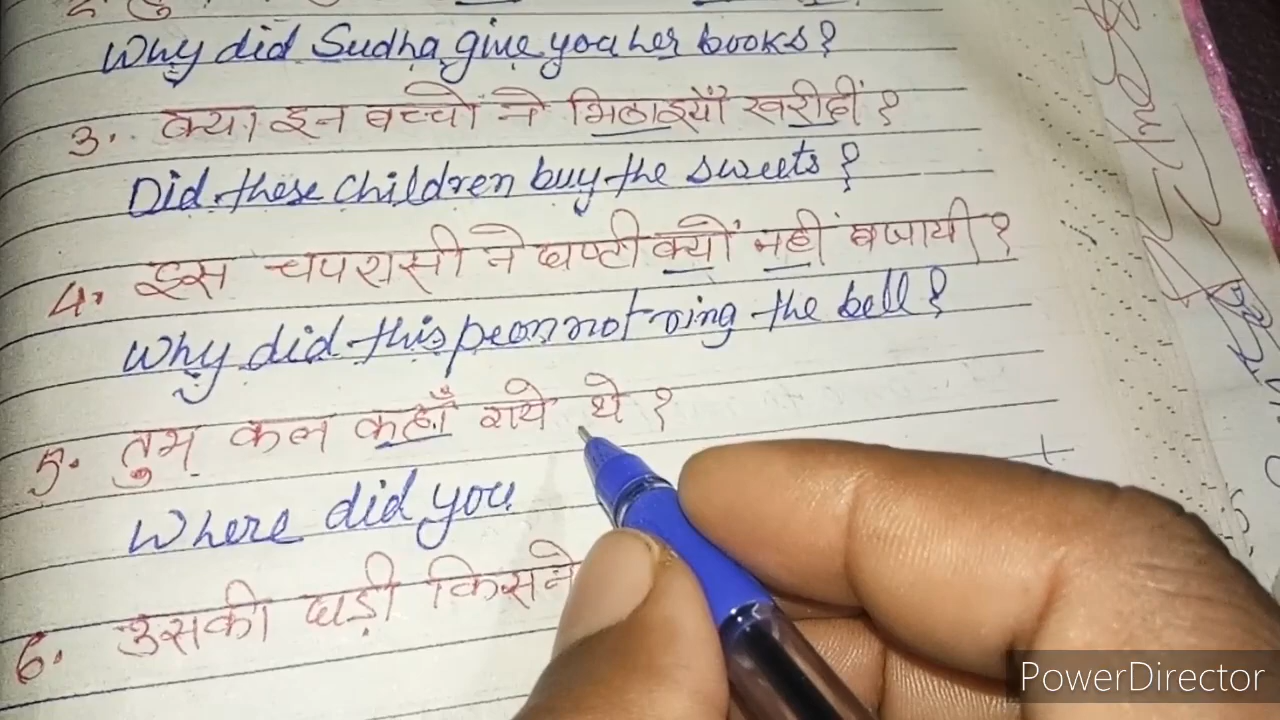 Why did Sudha give you her books?
3. क्या इन बच्चों ने मिठाइयाँ खरीदीं ?
Did these children buy the sweets ?
4. इस चपरासी ने घण्टी क्यों नहीं बजायी ?
Why did this peon not ring the bell ?
5. तुम कल कहाँ गये थे ?
Where did you
6. उसकी घड़ी किसने
PowerDirector